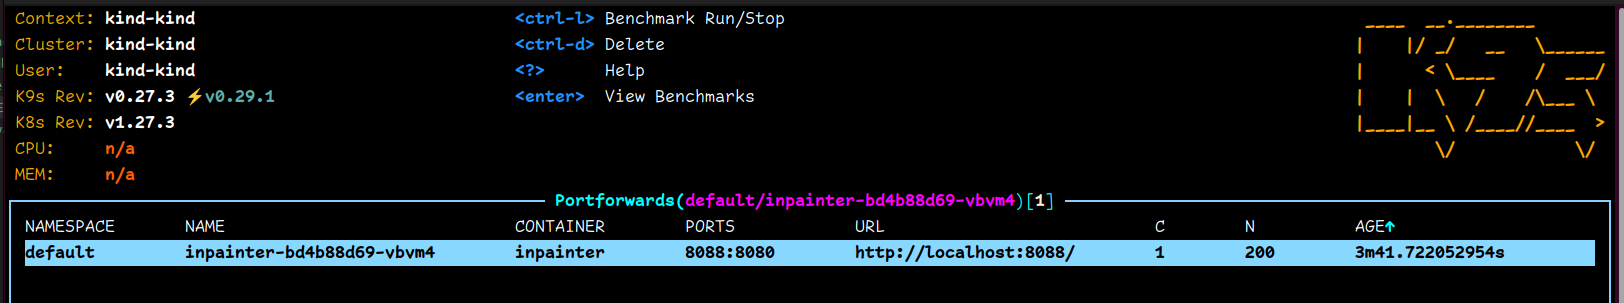 Context: kind-kind <ctrl-l> Benchmark Run/Stop
Cluster: kind-kind <ctrl-d> Delete
User: kind-kind <?> Help
K9s Rev: v0.27.3 ⚡v0.29.1 <enter> View Benchmarks
K8s Rev: v1.27.3
CPU: n/a
MEM: n/a
K9s
Portforwards(default/inpainter-bd4b88d69-vbvm4)[1]
NAMESPACE NAME CONTAINER PORTS URL C N AGE↑
default inpainter-bd4b88d69-vbvm4 inpainter 8088:8080 http://localhost:8088/ 1 200 3m41.722052954s